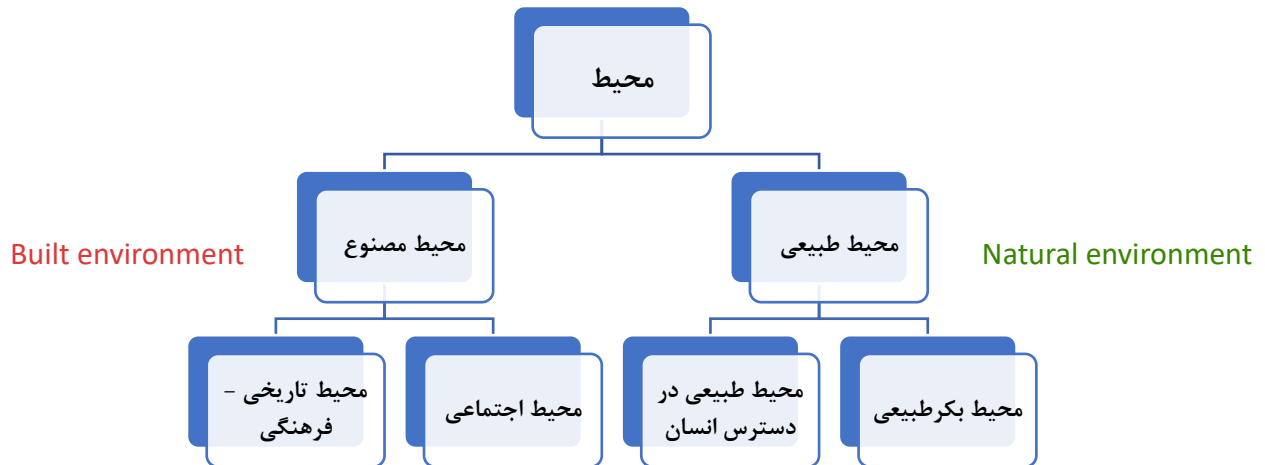 محیط
Built environment
محیط مصنوع
محیط طبیعی
Natural environment
محیط تاریخی –
فرهنگی
محیط اجتماعی
محیط طبیعی در
دسترس انسان
محیط بکرطبیعی